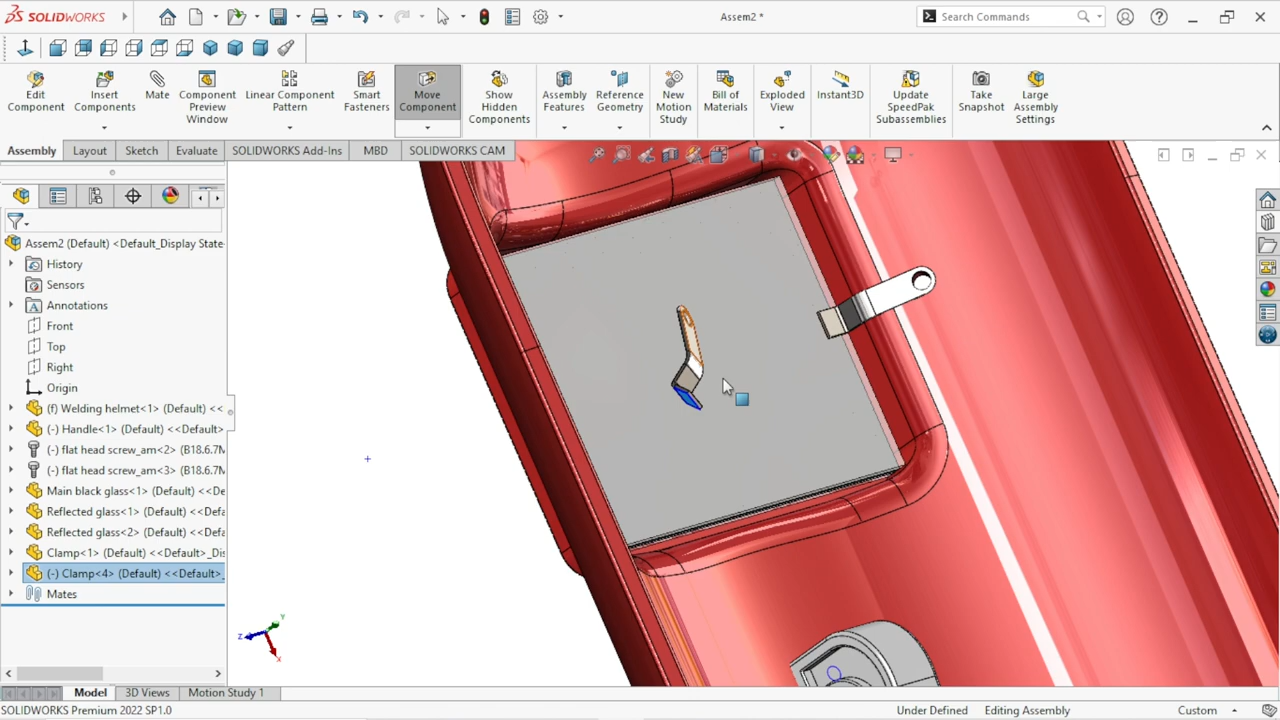 SOLIDWORKS
Assem2 *
Search Commands
Edit Component
Insert Components
Mate
Component Preview Window
Linear Component Pattern
Smart Fasteners
Move Component
Show Hidden Components
Assembly Features
Reference Geometry
New Motion Study
Bill of Materials
Exploded View
Instant3D
Update SpeedPak Subassemblies
Take Snapshot
Large Assembly Settings
Assembly
Layout
Sketch
Evaluate
SOLIDWORKS Add-Ins
MBD
SOLIDWORKS CAM
Assem2 (Default) <Default_Display State-
History
Sensors
Annotations
Front
Top
Right
Origin
(f) Welding helmet<1> (Default) <<
(-) Handle<1> (Default) <<Default>
(-) flat head screw_am<2> (B18.6.7M
(-) flat head screw_am<3> (B18.6.7M
Main black glass<1> (Default) <<De
Reflected glass<1> (Default) <<Defa
Reflected glass<2> (Default) <<Defa
Clamp<1> (Default) <<Default>_Dis
(-) Clamp<4> (Default) <<Default>_
Mates
Y
Z
X
Model
3D Views
Motion Study 1
SOLIDWORKS Premium 2022 SP1.0
Under Defined
Editing Assembly
Custom